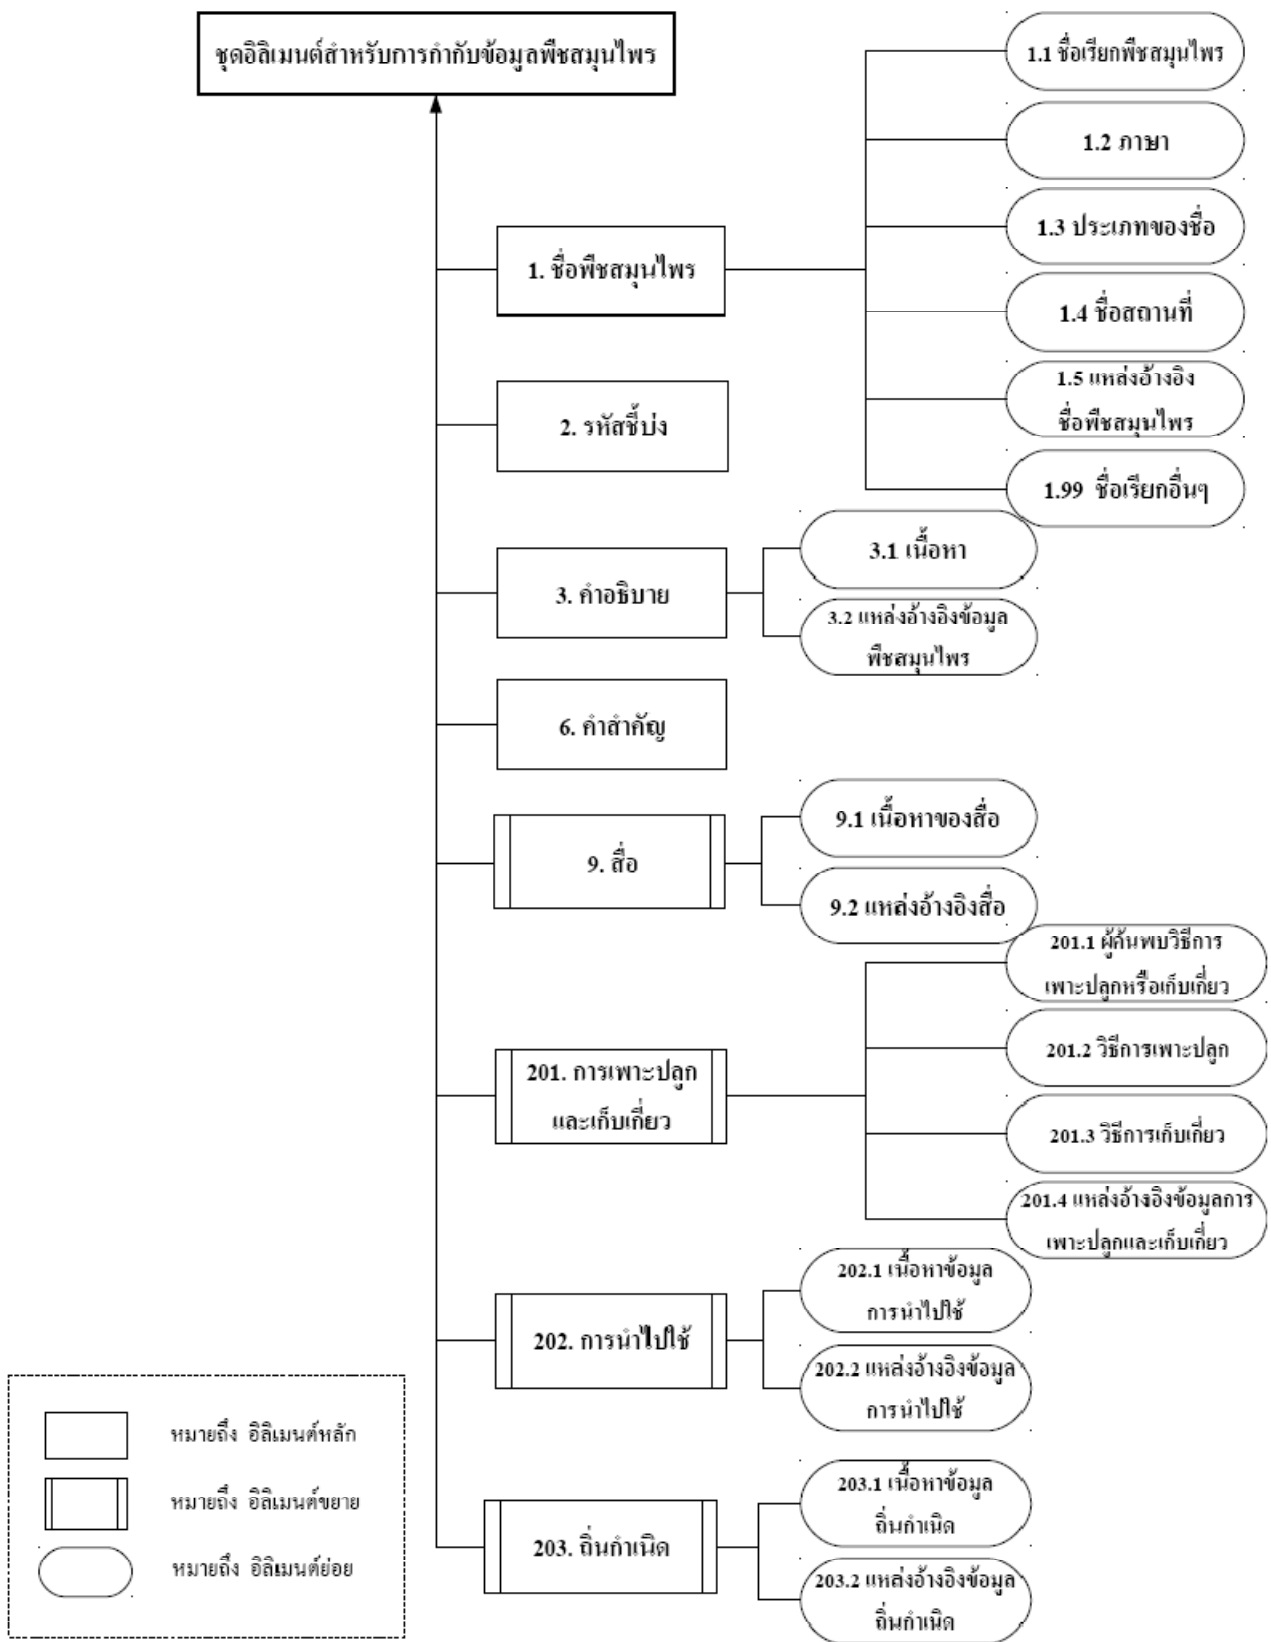 ชุดอิลิเมนต์สำหรับการกำกับข้อมูลพืชสมุนไพร
1. ชื่อพืชสมุนไพร
1.1 ชื่อเรียกพืชสมุนไพร
1.2 ภาษา
1.3 ประเภทของชื่อ
1.4 ชื่อสถานที่
1.5 แหล่งอ้างอิง
ชื่อพืชสมุนไพร
1.99 ชื่อเรียกอื่นๆ
2. รหัสชี้บ่ง
3. คำอธิบาย
3.1 เนื้อหา
3.2 แหล่งอ้างอิงข้อมูล
พืชสมุนไพร
6. คำสำคัญ
9. สื่อ
9.1 เนื้อหาของสื่อ
9.2 แหล่งอ้างอิงสื่อ
201. การเพาะปลูก
และเก็บเกี่ยว
201.1 ผู้ค้นพบวิธีการ
เพาะปลูกหรือเก็บเกี่ยว
201.2 วิธีการเพาะปลูก
201.3 วิธีการเก็บเกี่ยว
201.4 แหล่งอ้างอิงข้อมูลการ
เพาะปลูกและเก็บเกี่ยว
202. การนำไปใช้
202.1 เนื้อหาข้อมูล
การนำไปใช้
202.2 แหล่งอ้างอิงข้อมูล
การนำไปใช้
203. ถิ่นกำเนิด
203.1 เนื้อหาข้อมูล
ถิ่นกำเนิด
203.2 แหล่งอ้างอิงข้อมูล
ถิ่นกำเนิด
หมายถึง อิลิเมนต์หลัก
หมายถึง อิลิเมนต์ขยาย
หมายถึง อิลิเมนต์ย่อย